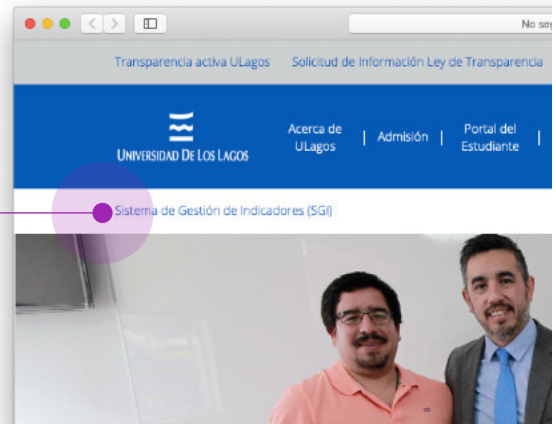 No seg
Transparencia activa ULagos Solicitud de Información Ley de Transparencia
UNIVERSIDAD DE LOS LAGOS
Acerca de
ULagos
| Admisión |
Portal del
Estudiante |
Sistema de Gestión de Indicadores (SGI)